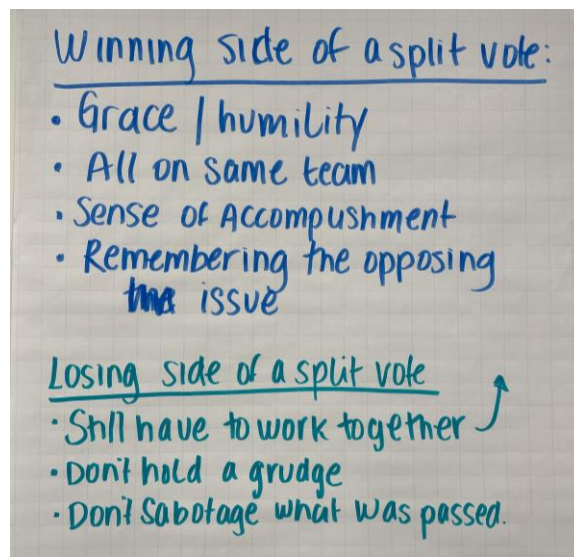 Winning side of a split vote:
• Grace / humility
• All on same team
• Sense of Accomplishment
• Remembering the opposing
issue
Losing side of a split vote
• Still have to work together
• Don't hold a grudge
• Don't sabotage what was passed.